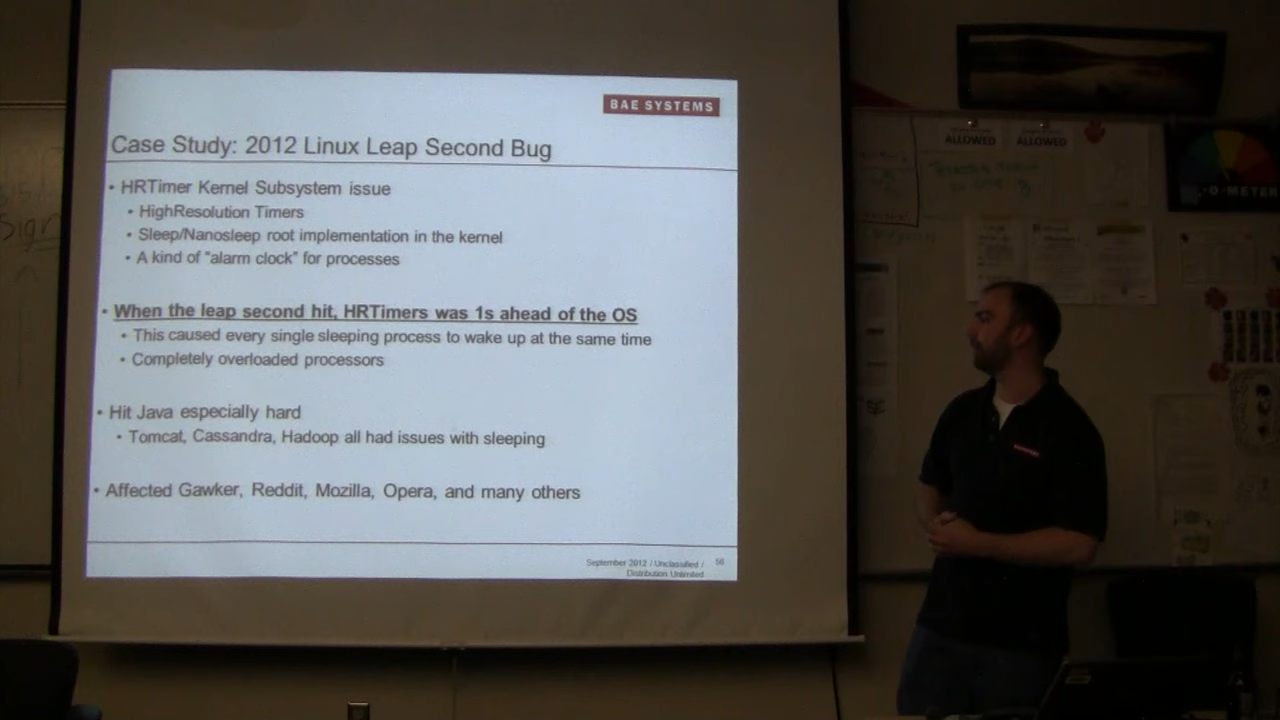 BAE SYSTEMS
Case Study: 2012 Linux Leap Second Bug
• HRTimer Kernel Subsystem issue
• HighResolution Timers
• Sleep/Nanosleep root implementation in the kernel
• A kind of "alarm clock" for processes
• When the leap second hit, HRTimers was 1s ahead of the OS
• This caused every single sleeping process to wake up at the same time
• Completely overloaded processors
• Hit Java especially hard
• Tomcat, Cassandra, Hadoop all had issues with sleeping
• Affected Gawker, Reddit, Mozilla, Opera, and many others
September 2012 / Unclassified /
Distribution Unlimited
56
ALLOWED
ALLOWED
-O-METER
Sign